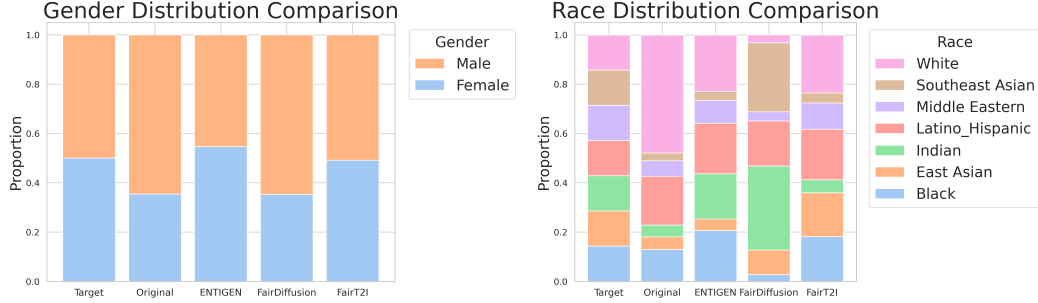 Gender Distribution Comparison
Proportion
1.0
0.8
0.6
0.4
0.2
0.0
Target
Original
ENTIGEN
FairDiffusion
FairT2I
Gender
Male
Female
Race Distribution Comparison
Proportion
1.0
0.8
0.6
0.4
0.2
0.0
Target
Original
ENTIGEN
FairDiffusion
FairT2I
Race
White
Southeast Asian
Middle Eastern
Latino_Hispanic
Indian
East Asian
Black